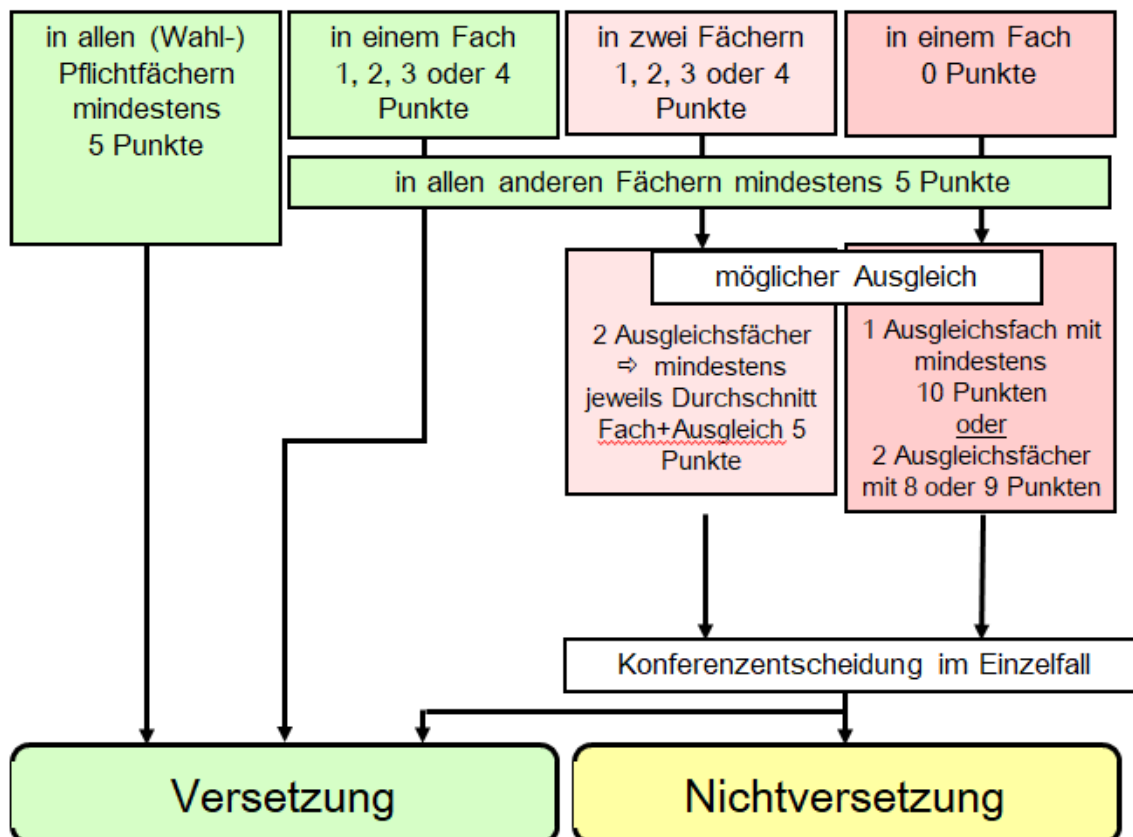 in allen (Wahl-)
Pflichtfächern
mindestens
5 Punkte
in einem Fach
1, 2, 3 oder 4
Punkte
in zwei Fächern
1, 2, 3 oder 4
Punkte
in einem Fach
0 Punkte
in allen anderen Fächern mindestens 5 Punkte
möglicher Ausgleich
2 Ausgleichsfächer
⇨ mindestens
jeweils Durchschnitt
Fach+Ausgleich 5
Punkte
1 Ausgleichsfach mit
mindestens
10 Punkten
oder
2 Ausgleichsfächer
mit 8 oder 9 Punkten
Konferenzentscheidung im Einzelfall
Versetzung
Nichtversetzung